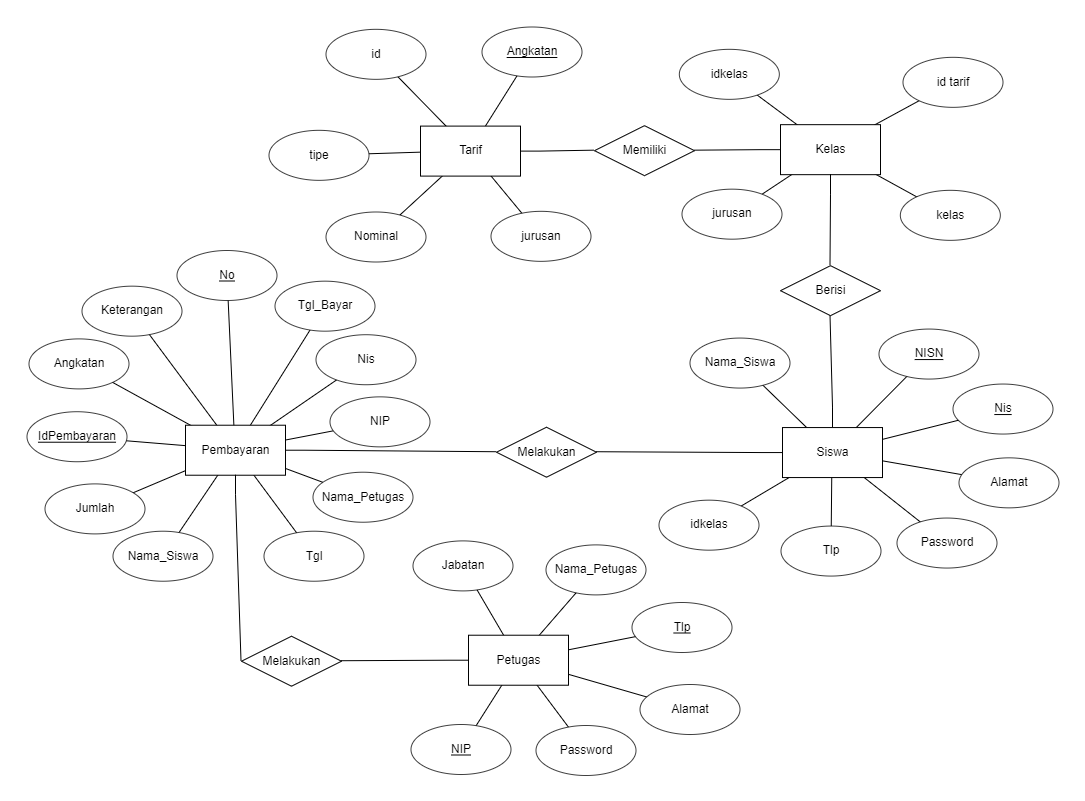 id
Angkatan
idkelas
id tarif
tipe
Tarif
Memiliki
Kelas
Nominal
jurusan
jurusan
kelas
No
Keterangan
Tgl_Bayar
Berisi
Angkatan
Nis
Nama_Siswa
NISN
IdPembayaran
NIP
Nis
Pembayaran
Melakukan
Siswa
Jumlah
Nama_Petugas
Alamat
idkelas
Nama_Siswa
Tgl
Tlp
Password
Jabatan
Nama_Petugas
Tlp
Melakukan
Petugas
Alamat
NIP
Password